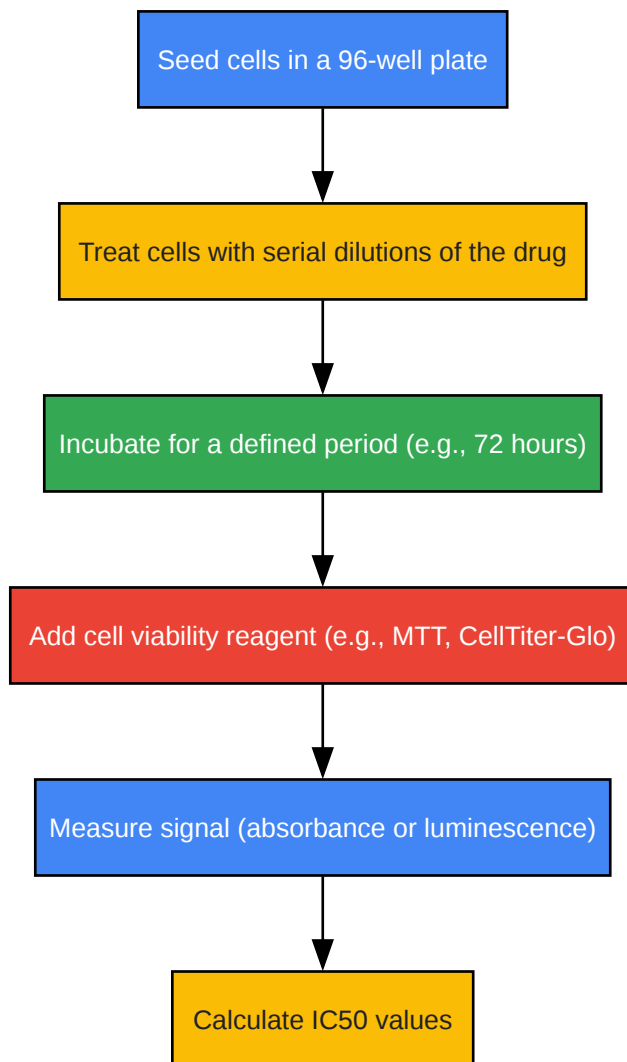 Seed cells in a 96-well plate
Treat cells with serial dilutions of the drug
Incubate for a defined period (e.g., 72 hours)
Add cell viability reagent (e.g., MTT, CellTiter-Glo)
Measure signal (absorbance or luminescence)
Calculate IC50 values